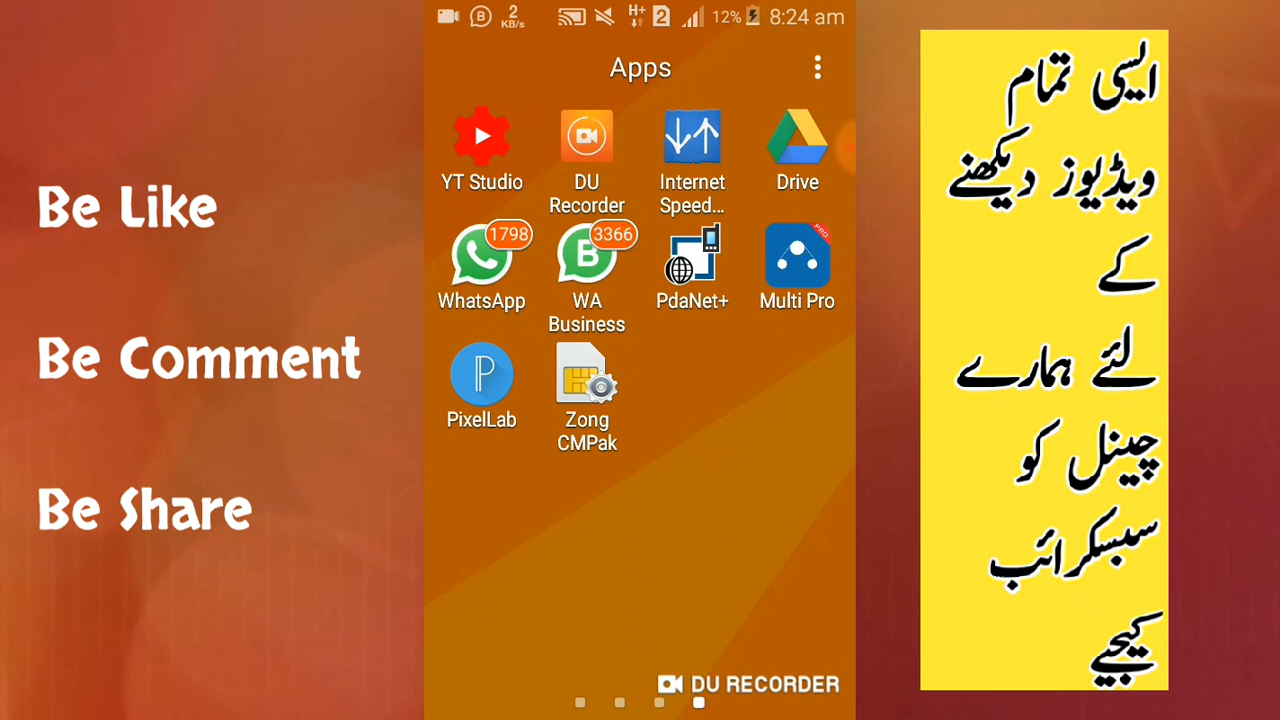 Be Like
Be Comment
Be Share
B
2
KB/s
H+
2
12%
8:24 am
Apps
YT Studio
DU
Recorder
Internet
Speed...
Drive
1798
WhatsApp
B
3366
WA
Business
PdaNet+
PRO
Multi Pro
P
PixelLab
Zong
CMPak
DU RECORDER
ایسی تمام
ویڈیوز دیکھنے
کے
لئے ہمارے
چینل کو
سبسکرائب
کیجیے